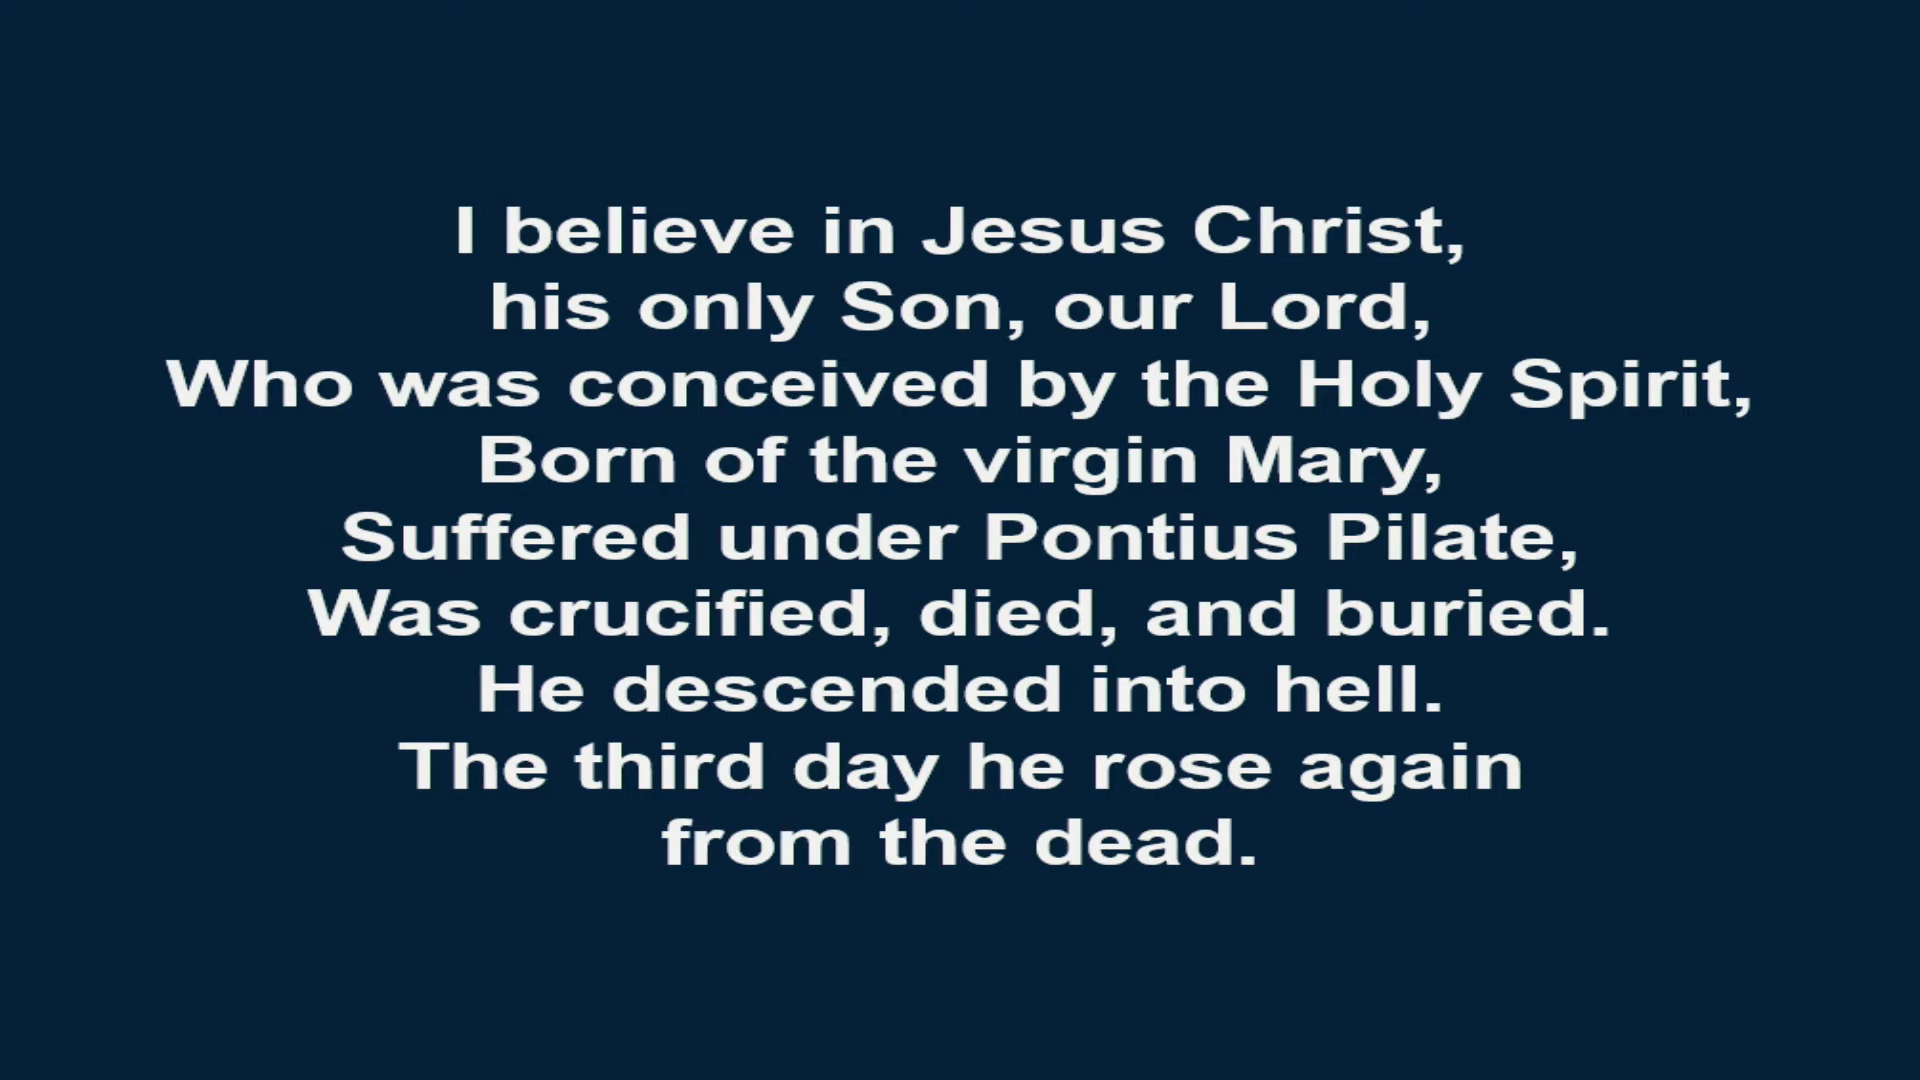 I believe in Jesus Christ,
his only Son, our Lord,
Who was conceived by the Holy Spirit,
Born of the virgin Mary,
Suffered under Pontius Pilate,
Was crucified, died, and buried.
He descended into hell.
The third day he rose again
from the dead.